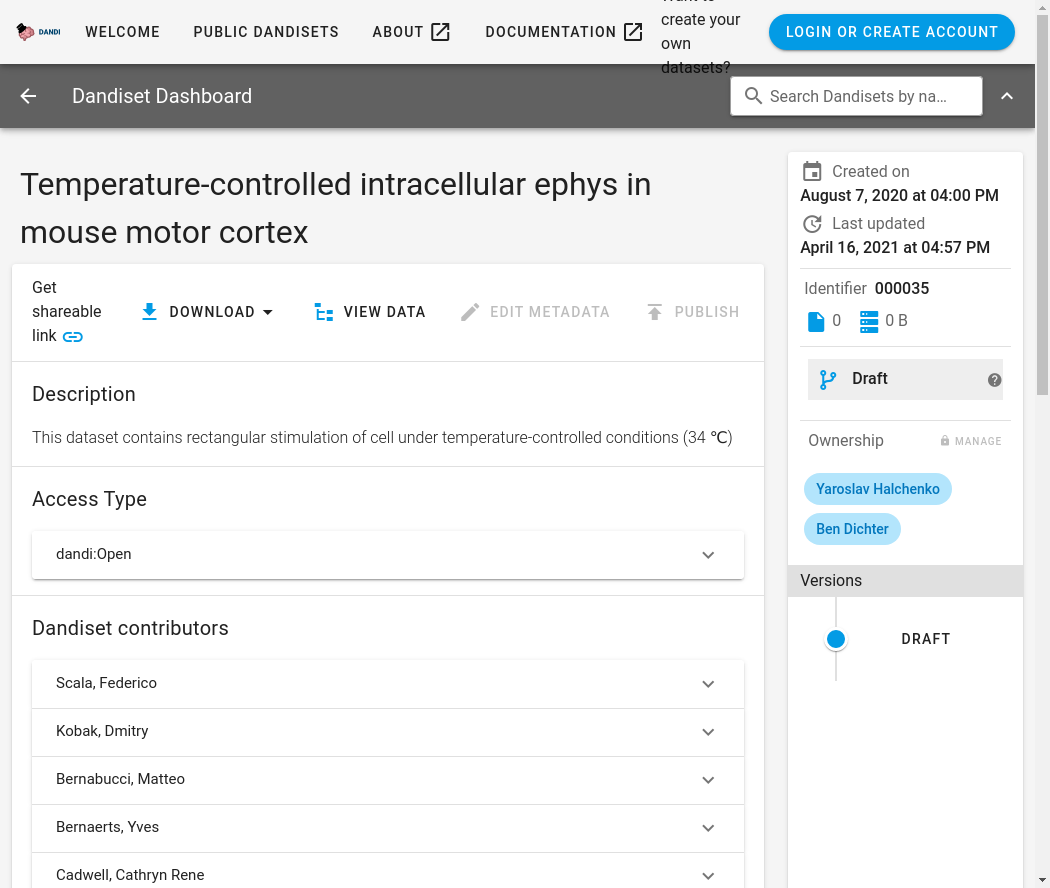 DANDI
WELCOME
PUBLIC DANDISETS
ABOUT
DOCUMENTATION
create your
own
datasets?
LOGIN OR CREATE ACCOUNT
Dandiset Dashboard
Search Dandisets by na...
Temperature-controlled intracellular ephys in
mouse motor cortex
Get
shareable
link
DOWNLOAD
VIEW DATA
EDIT METADATA
PUBLISH
Description
This dataset contains rectangular stimulation of cell under temperature-controlled conditions (34 ℃)
Access Type
dandi:Open
Dandiset contributors
Scala, Federico
Kobak, Dmitry
Bernabucci, Matteo
Bernaerts, Yves
Cadwell, Cathryn Rene
Created on
August 7, 2020 at 04:00 PM
Last updated
April 16, 2021 at 04:57 PM
Identifier 000035
0 0 B
Draft
Ownership MANAGE
Yaroslav Halchenko
Ben Dichter
Versions
DRAFT